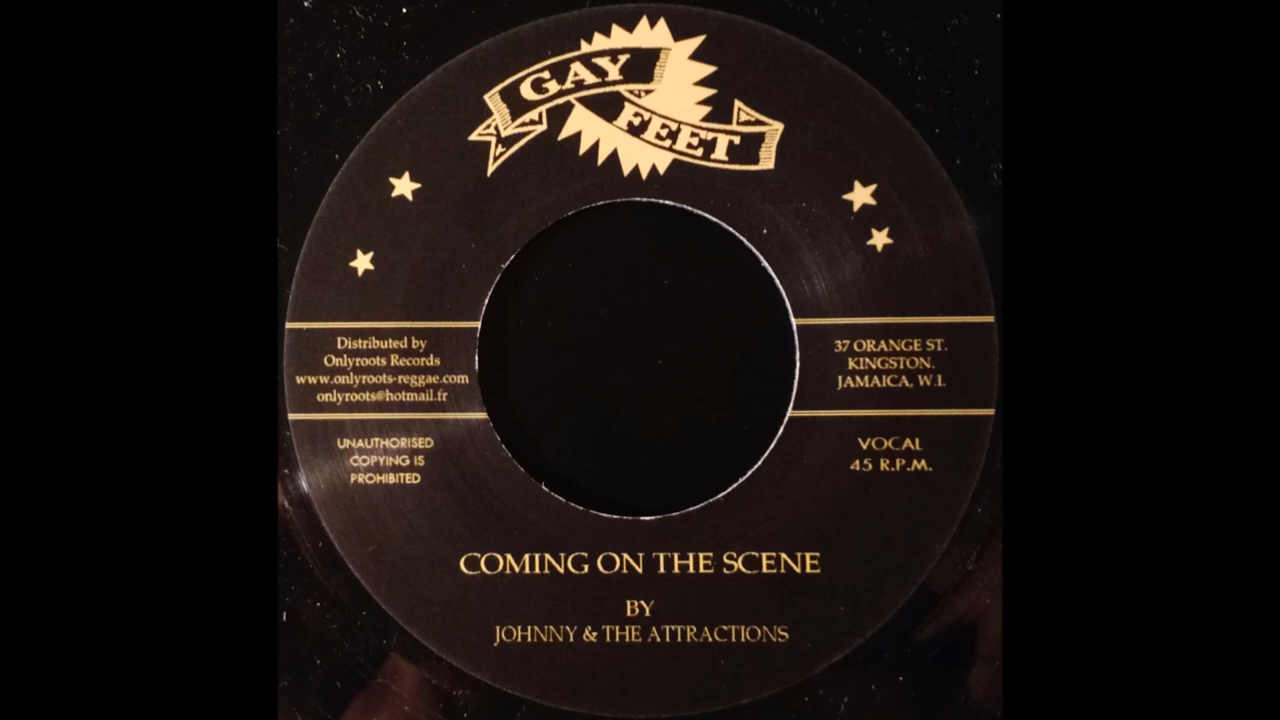 GAY
FEET
Distributed by
Onlyroots Records
www.onlyroots-reggae.com
onlyroots@hotmail.fr
37 ORANGE ST.
KINGSTON.
JAMAICA, W.I.
UNAUTHORISED
COPYING IS
PROHIBITED
VOCAL
45 R.P.M.
COMING ON THE SCENE
BY
JOHNNY & THE ATTRACTIONS